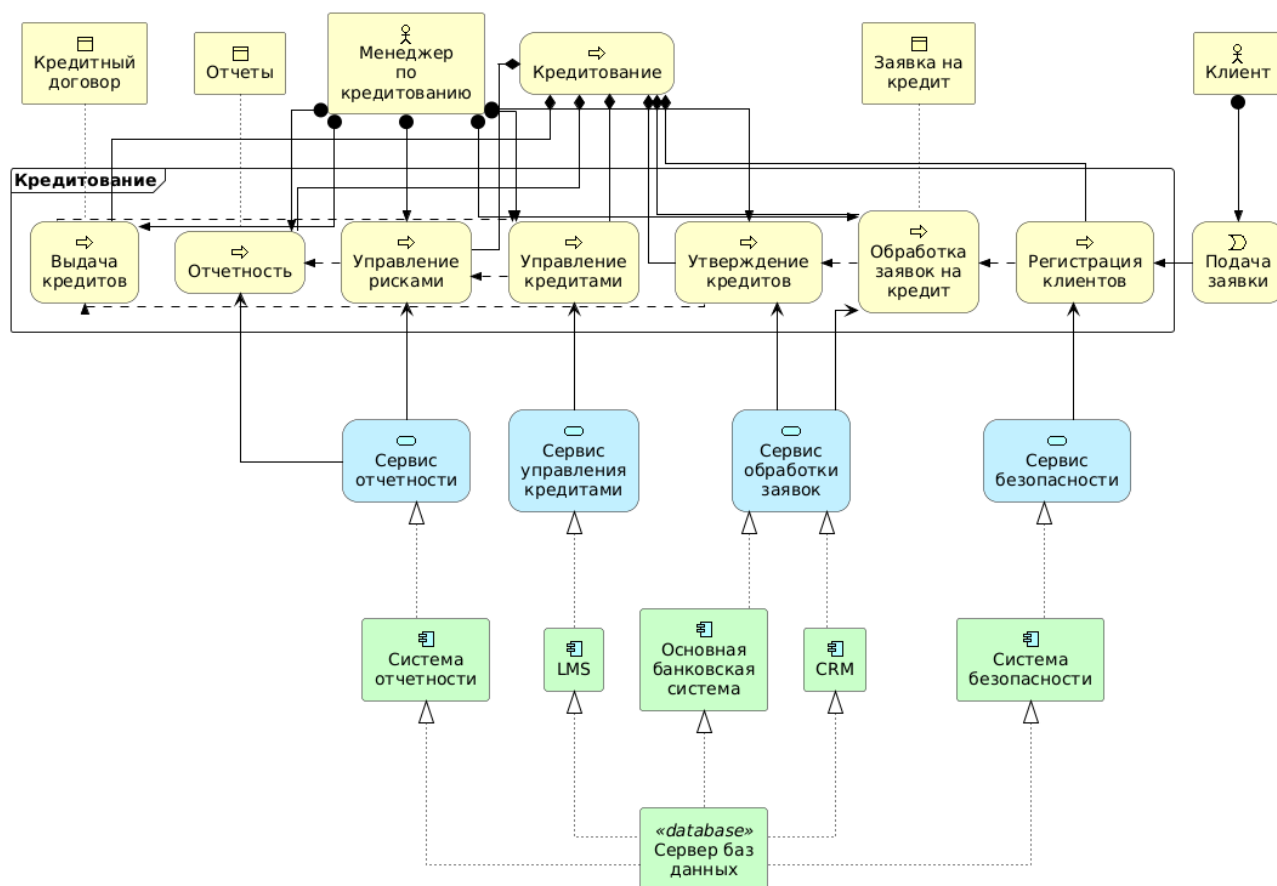 Кредитный
договор
Отчеты
Менеджер
по
кредитованию
Кредитование
Заявка на
кредит
Клиент
Кредитование
Выдача
кредитов
Отчетность
Управление
рисками
Управление
кредитами
Утверждение
кредитов
Обработка
заявок на
кредит
Регистрация
клиентов
Подача
заявки
Сервис
отчетности
Сервис
управления
кредитами
Сервис
обработки
заявок
Сервис
безопасности
Система
отчетности
LMS
Основная
банковская
система
CRM
Система
безопасности
«database»
Сервер баз
данных